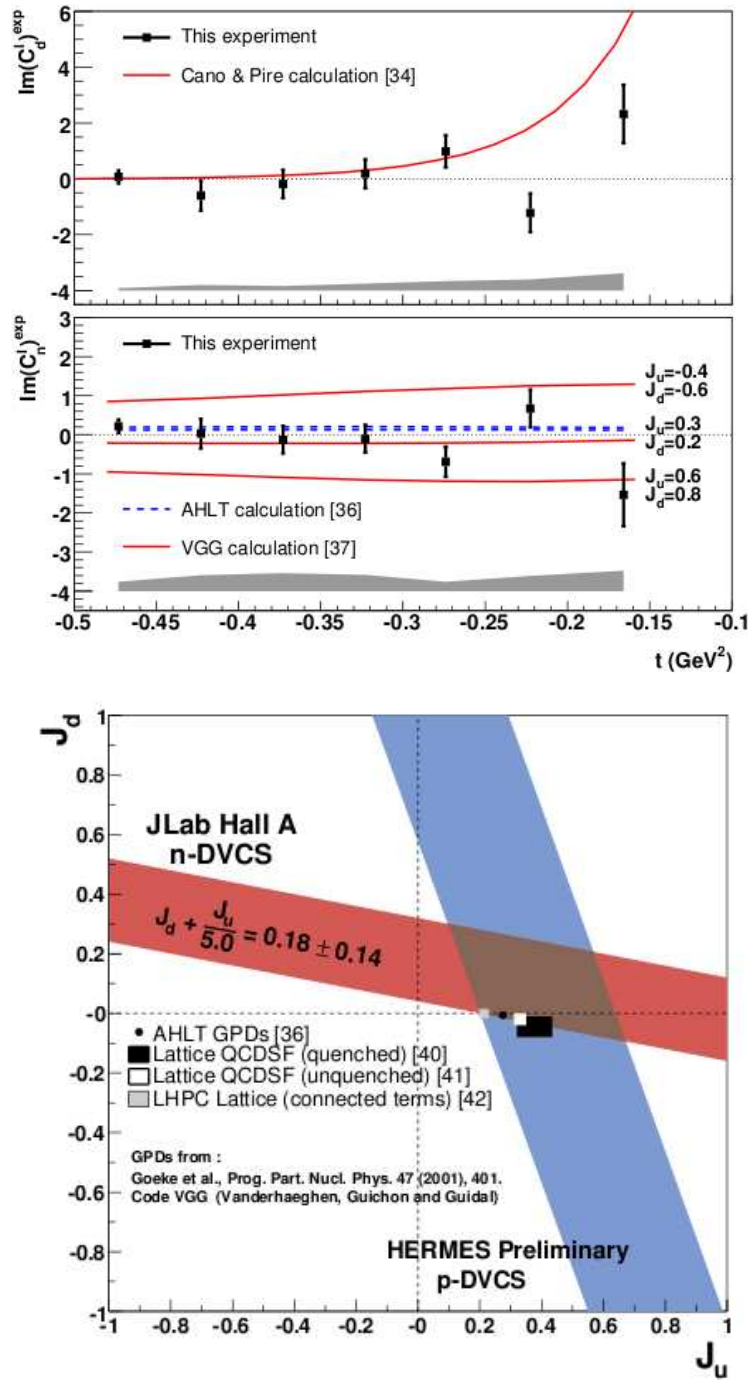 Im(C^I_d)^exp
6
4
2
0
-2
-4
This experiment
Cano & Pire calculation [34]
Im(C^I_n)^exp
3
2
1
0
-1
-2
-3
-4
This experiment
J_u=-0.4
J_d=-0.6
J_u=0.3
J_d=0.2
J_u=0.6
J_d=0.8
AHLT calculation [36]
VGG calculation [37]
-0.5 -0.45 -0.4 -0.35 -0.3 -0.25 -0.2 -0.15 -0.1
t (GeV²)
J_d
1
0.8
0.6
0.4
0.2
-0
-0.2
-0.4
-0.6
-0.8
-1
JLab Hall A
n-DVCS
J_d + J_u/5.0 = 0.18 ± 0.14
AHLT GPDs [36]
Lattice QCDSF (quenched) [40]
Lattice QCDSF (unquenched) [41]
LHPC Lattice (connected terms) [42]
GPDs from :
Goeke et al., Prog. Part. Nucl. Phys. 47 (2001), 401.
Code VGG (Vanderhaeghen, Guichon and Guidal)
HERMES Preliminary
p-DVCS
-1 -0.8 -0.6 -0.4 -0.2 -0 0.2 0.4 0.6 0.8 1
J_u